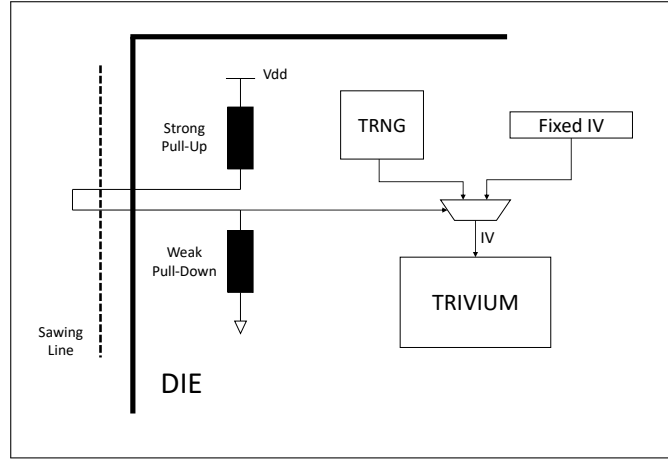 Vdd
Strong
Pull-Up
TRNG
Fixed IV
IV
Weak
Pull-Down
TRIVIUM
Sawing
Line
DIE